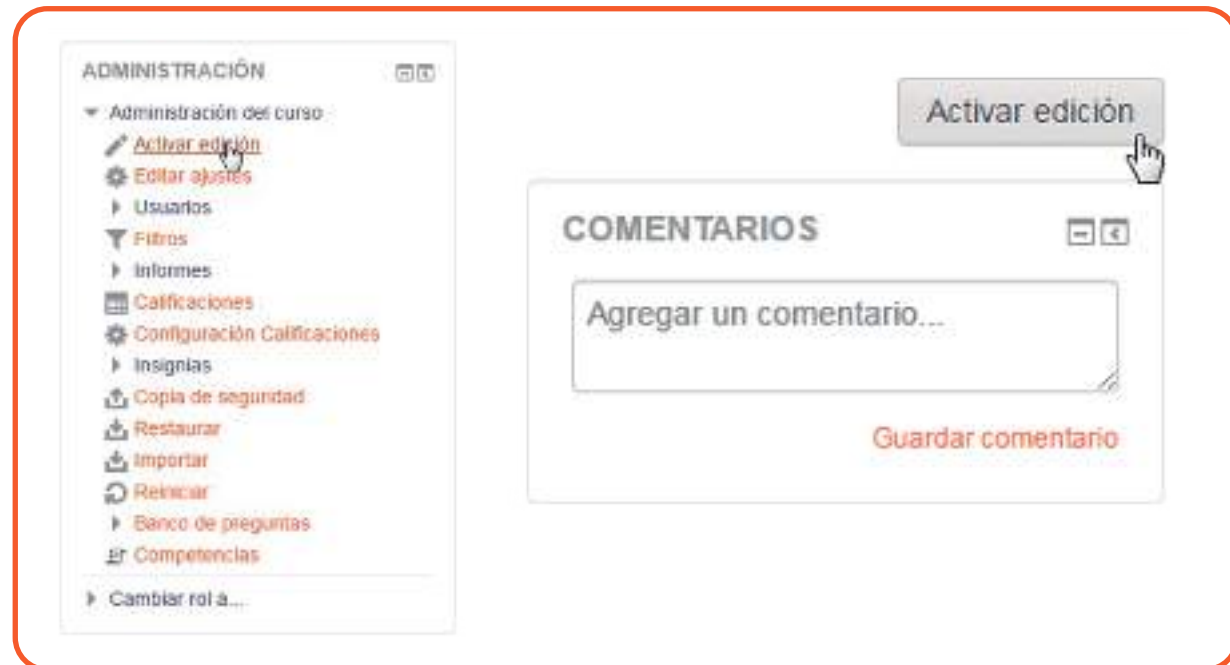 ADMINISTRACIÓN
Administración del curso
Activar edición
Editar ajustes
Usuarios
Filtros
Informes
Calificaciones
Configuración Calificaciones
Insignias
Copia de seguridad
Restaurar
Importar
Reiniciar
Banco de preguntas
Competencias
Cambiar rol a...
Activar edición
COMENTARIOS
Agregar un comentario...
Guardar comentario